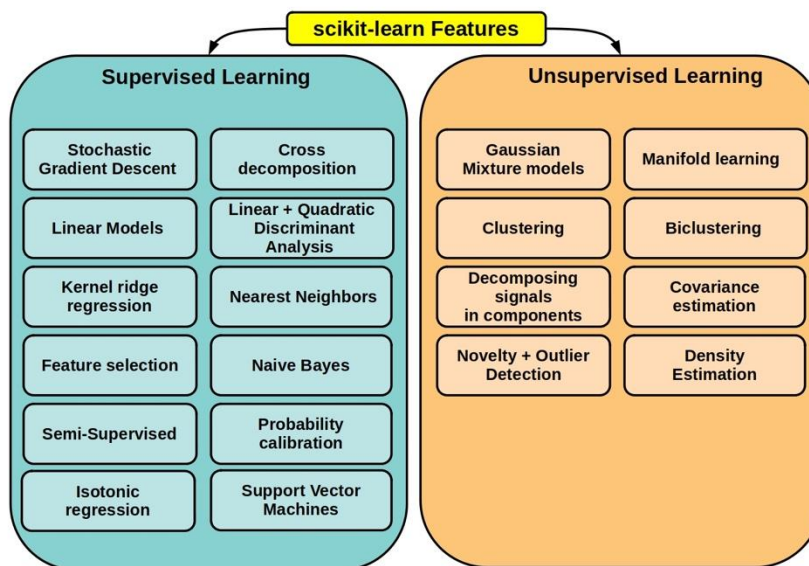 scikit-learn Features
Supervised Learning
Stochastic
Gradient Descent
Cross
decomposition
Linear Models
Linear + Quadratic
Discriminant
Analysis
Kernel ridge
regression
Nearest Neighbors
Feature selection
Naive Bayes
Semi-Supervised
Probability
calibration
Isotonic
regression
Support Vector
Machines
Unsupervised Learning
Gaussian
Mixture models
Manifold learning
Clustering
Biclustering
Decomposing
signals
in components
Covariance
estimation
Novelty + Outlier
Detection
Density
Estimation